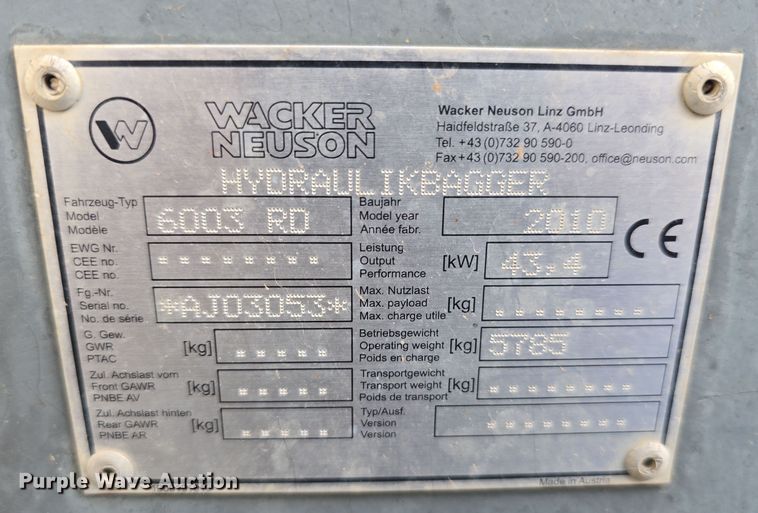 W
WACKER NEUSON
Wacker Neuson Linz GmbH
Haidfeldstraße 37, A-4060 Linz-Leonding
Tel. +43(0)732 90 590-0
Fax+43(0)732 90 590-200, office@neuson.com
HYDRAULIKBAGGER
Fahrzeug-Typ
Model
Modèle
6003 RD
Baujahr
Model year
Année fabr.
2010
CE
EWG Nr.
CEE no.
CEE no.
Leistung
Output
Performance
[kW]
43,4
Fg.-Nr.
Serial no.
No. de série
*AJ03053*
Max. Nutzlast
Max. payload
Max. charge utile
[kg]
G. Gew.
GWR
PTAC
[kg]
Betriebsgewicht
Operating weight
Poids en charge
[kg]
5785
Zul. Achslast vorn
Front GAWR
PNBE AV
[kg]
Transportgewicht
Transport weight
Poids de transport
[kg]
Zul. Achslast hinten
Rear GAWR
PNBE AR
[kg]
Typ/Ausf.
Version
Version
Made in Austria
Purple Wave Auction